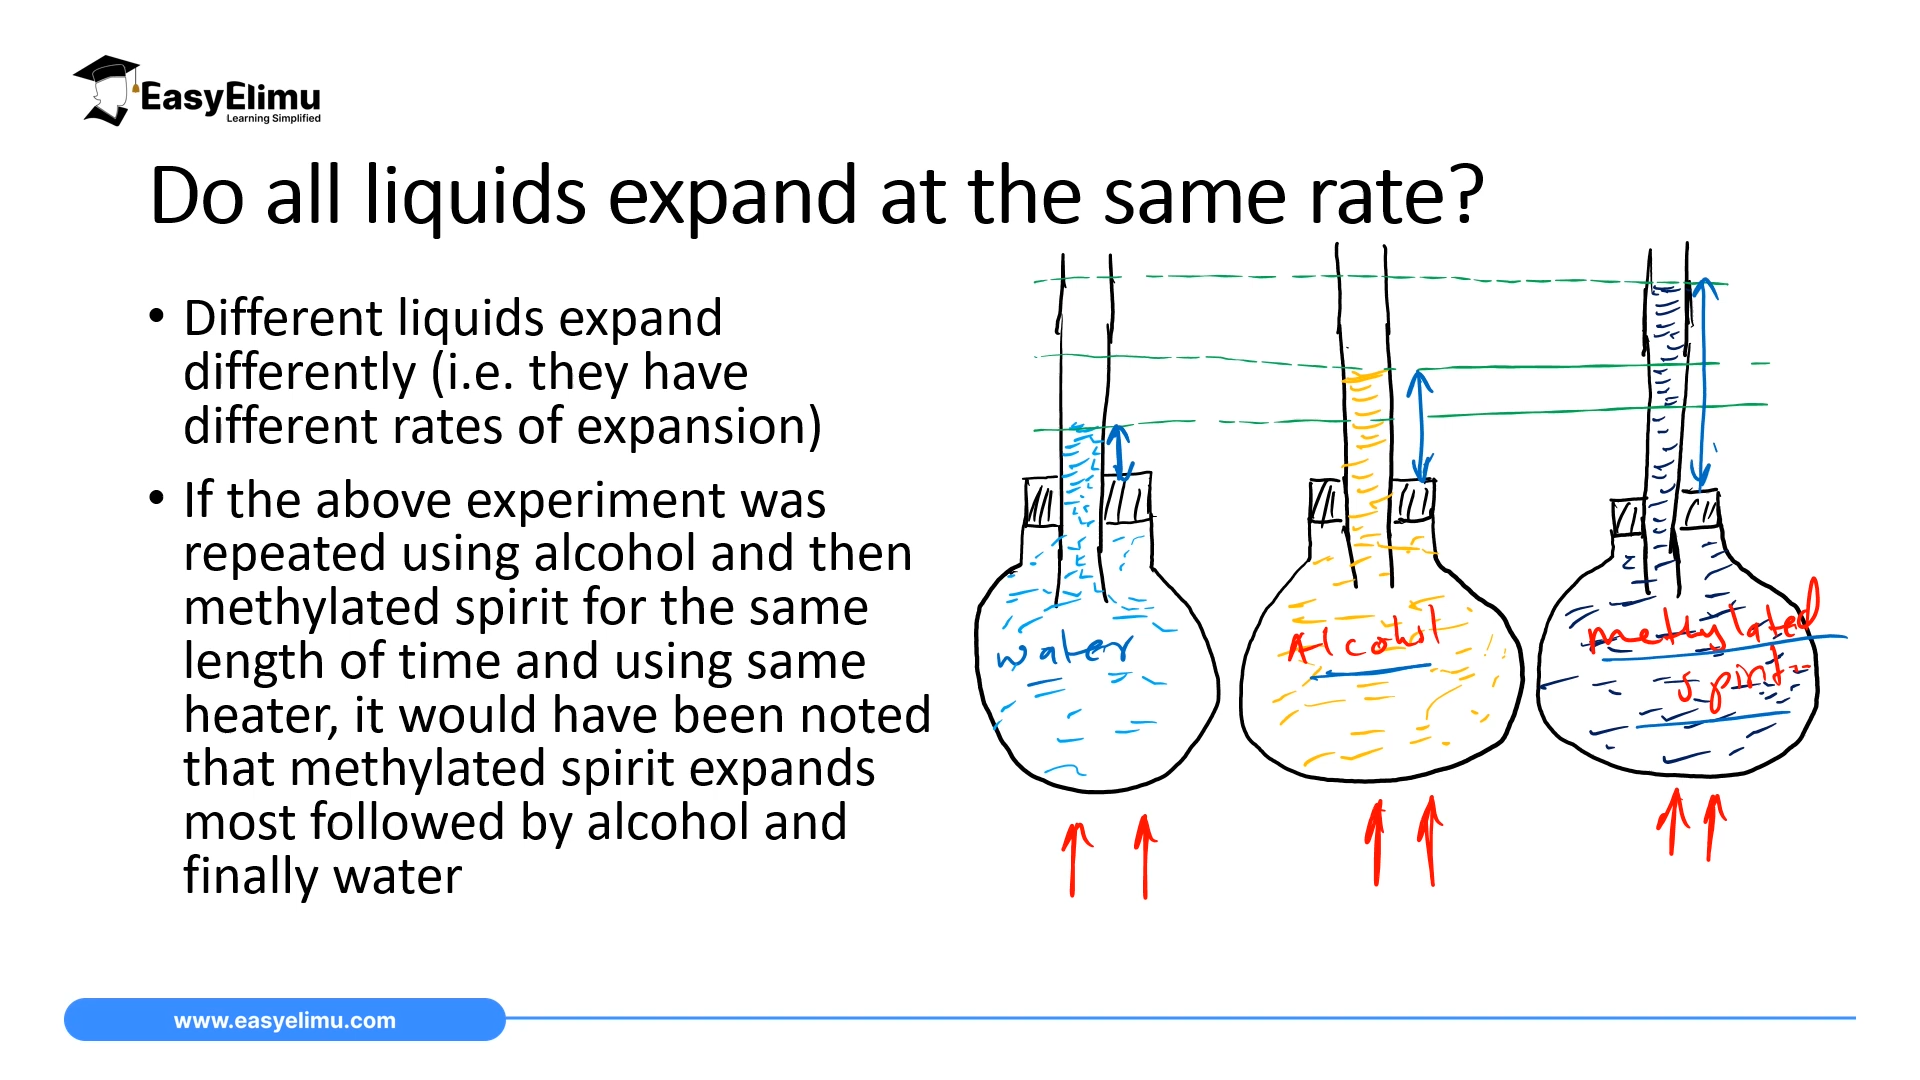 EasyElimu
Learning Simplified
Do all liquids expand at the same rate?
• Different liquids expand
differently (i.e. they have
different rates of expansion)
• If the above experiment was
repeated using alcohol and then
methylated spirit for the same
length of time and using same
heater, it would have been noted
that methylated spirit expands
most followed by alcohol and
finally water
water
Alcohol
methylated
spirit
www.easyelimu.com